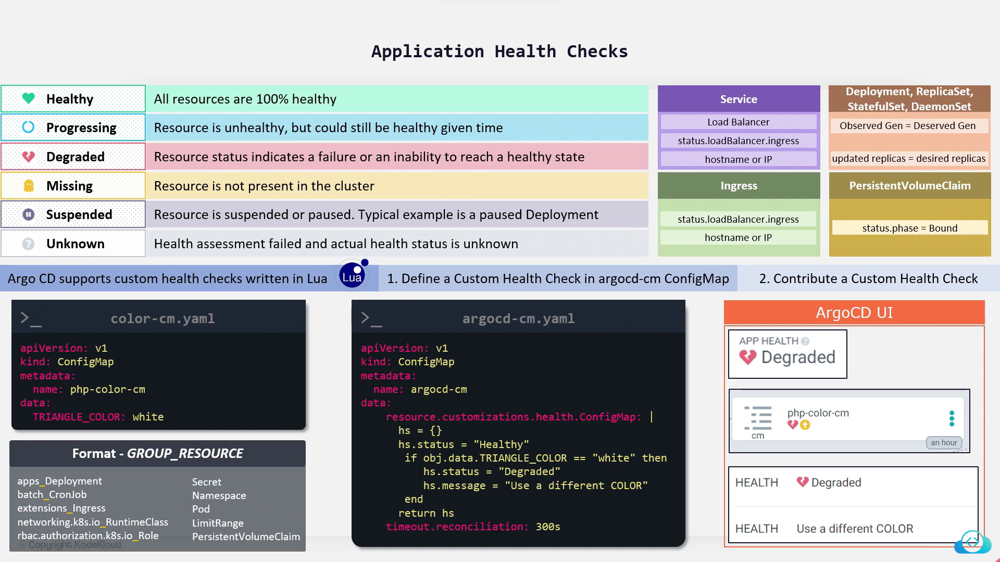 Application Health Checks
Healthy
All resources are 100% healthy
Progressing
Resource is unhealthy, but could still be healthy given time
Degraded
Resource status indicates a failure or an inability to reach a healthy state
Missing
Resource is not present in the cluster
Suspended
Resource is suspended or paused. Typical example is a paused Deployment
Unknown
Health assessment failed and actual health status is unknown
Service
Load Balancer
status.loadBalancer.ingress
hostname or IP
Deployment, ReplicaSet,
StatefulSet, DaemonSet
Observed Gen = Deserved Gen
updated replicas = desired replicas
Ingress
status.loadBalancer.ingress
hostname or IP
PersistentVolumeClaim
status.phase = Bound
Argo CD supports custom health checks written in Lua
Lua
1. Define a Custom Health Check in argocd-cm ConfigMap
2. Contribute a Custom Health Check
>_ color-cm.yaml
apiVersion: v1
kind: ConfigMap
metadata:
  name: php-color-cm
data:
  TRIANGLE_COLOR: white
Format - GROUP_RESOURCE
apps_Deployment
batch_CronJob
extensions_Ingress
networking.k8s.io_RuntimeClass
rbac.authorization.k8s.io_Role
Secret
Namespace
Pod
LimitRange
PersistentVolumeClaim
© Copyright KodeKloud
>_ argocd-cm.yaml
apiVersion: v1
kind: ConfigMap
metadata:
  name: argocd-cm
data:
    resource.customizations.health.ConfigMap: |
      hs = {}
      hs.status = "Healthy"
       if obj.data.TRIANGLE_COLOR == "white" then
          hs.status = "Degraded"
          hs.message = "Use a different COLOR"
       end
      return hs
    timeout.reconciliation: 300s
ArgoCD UI
APP HEALTH ?
Degraded
php-color-cm
cm
an hour
HEALTH Degraded
HEALTH Use a different COLOR